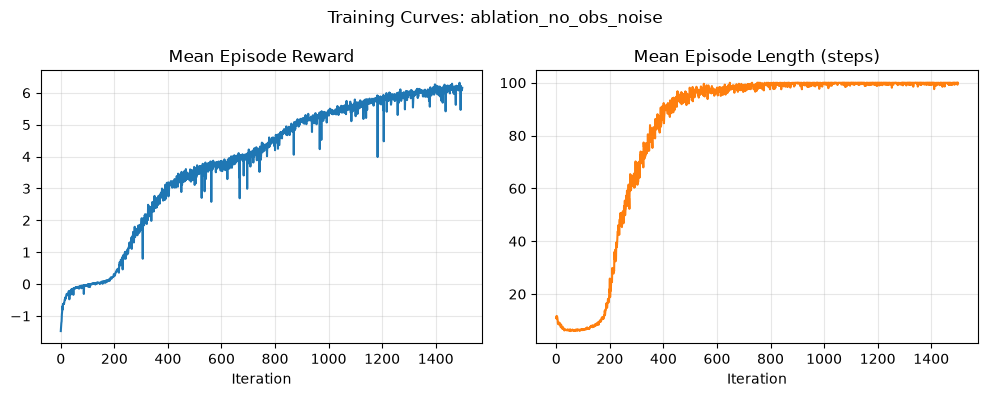 Training Curves: ablation_no_obs_noise
Mean Episode Reward
6
5
4
3
2
1
0
−1
0 200 400 600 800 1000 1200 1400
Iteration
Mean Episode Length (steps)
100
80
60
40
20
0 200 400 600 800 1000 1200 1400
Iteration